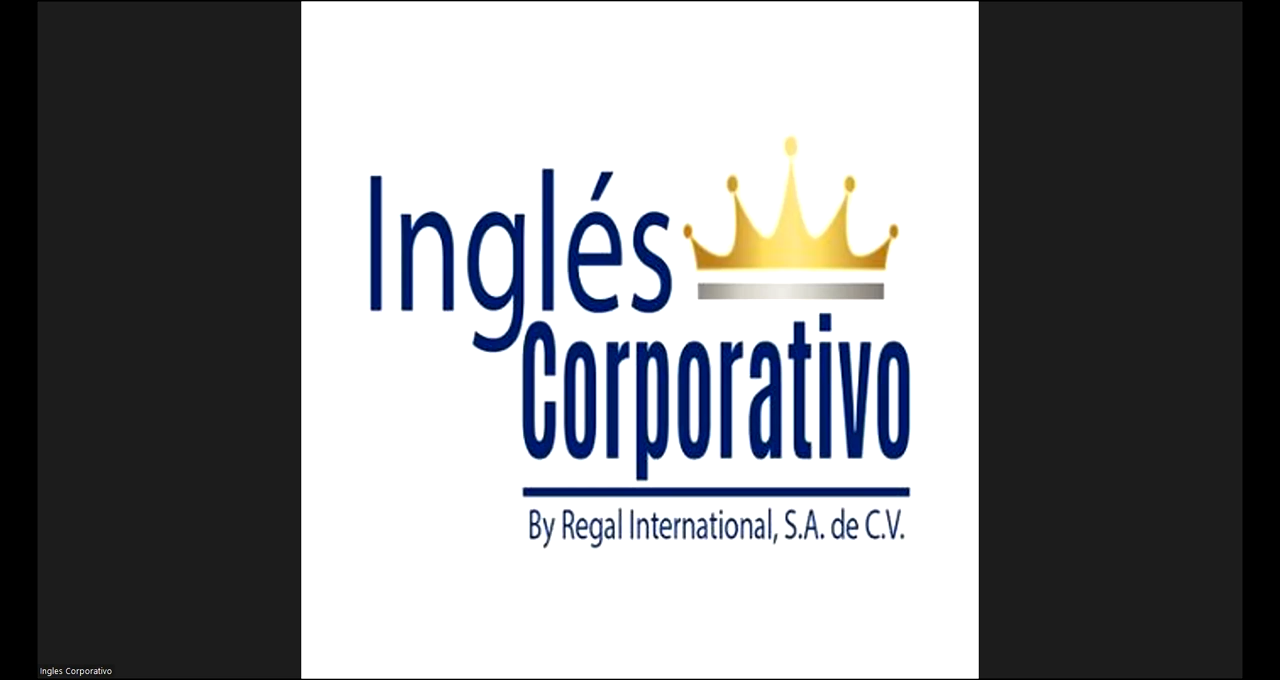 Inglés
Corporativo
By Regal International, S.A. de C.V.
Ingles Corporativo